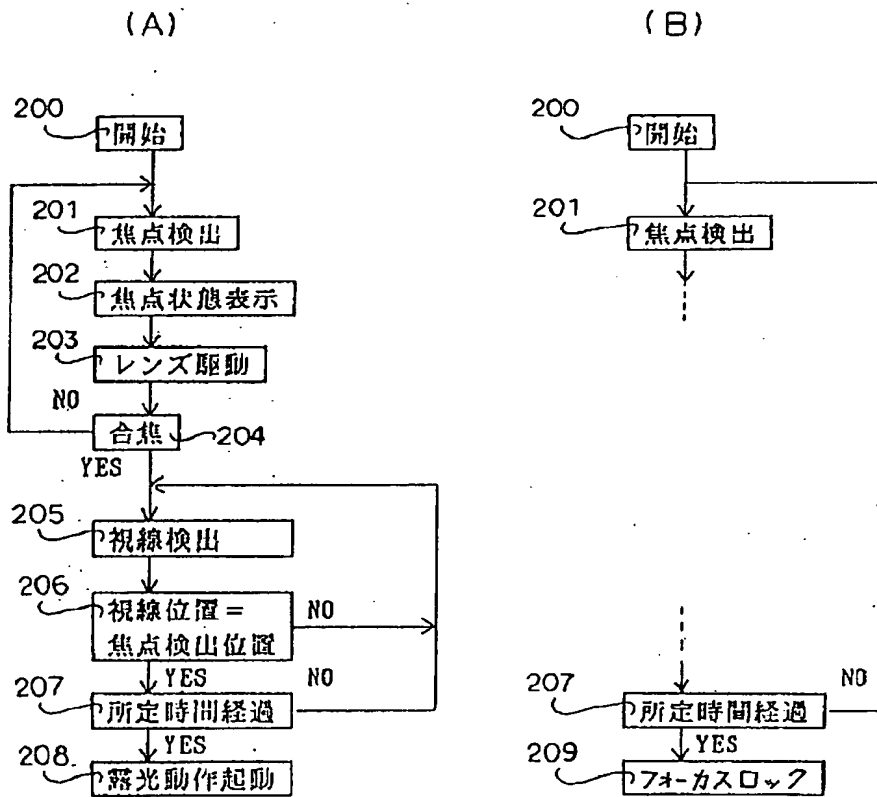 (A)
200
開始
201
焦点検出
202
焦点状態表示
203
レンズ駆動
NO
合焦
204
YES
205
視線検出
206
視線位置=
焦点検出位置
NO
YES
207
所定時間経過
NO
YES
208
露光動作起動
(B)
200
開始
201
焦点検出
207
所定時間経過
NO
YES
209
フォーカスロック